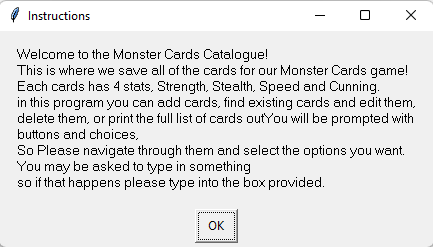 Instructions
Welcome to the Monster Cards Catalogue!
This is where we save all of the cards for our Monster Cards game!
Each cards has 4 stats, Strength, Stealth, Speed and Cunning.
in this program you can add cards, find existing cards and edit them,
delete them, or print the full list of cards outYou will be prompted with
buttons and choices,
So Please navigate through them and select the options you want.
You may be asked to type in something
so if that happens please type into the box provided.
OK